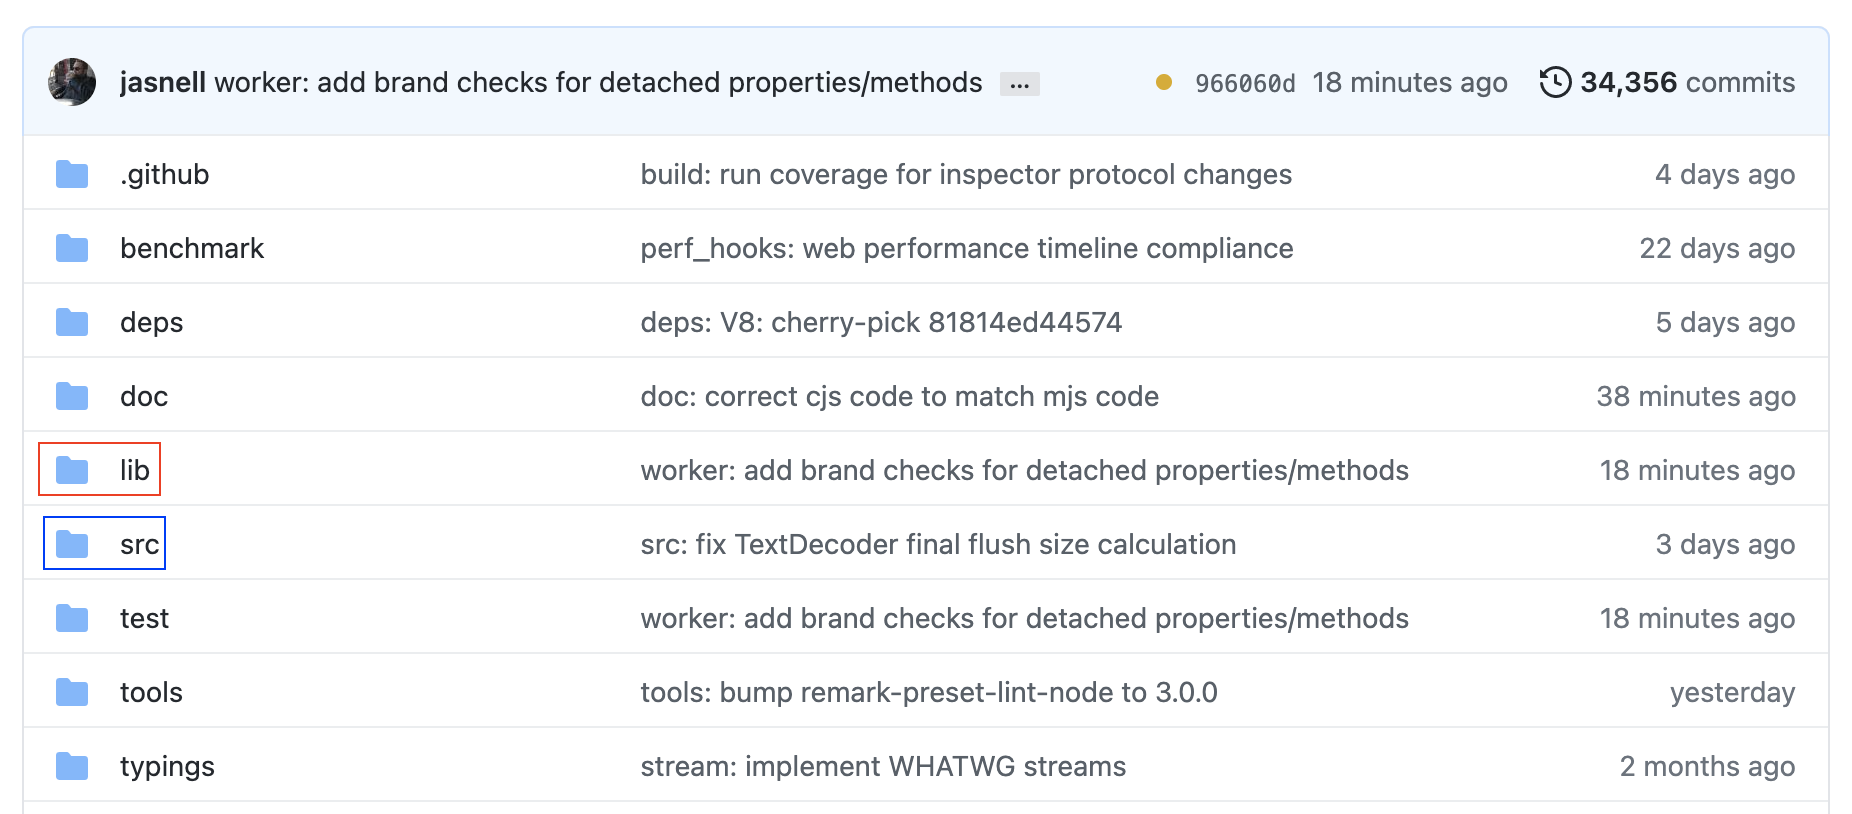 jasnell worker: add brand checks for detached properties/methods ... 966060d 18 minutes ago 34,356 commits
.github build: run coverage for inspector protocol changes 4 days ago
benchmark perf_hooks: web performance timeline compliance 22 days ago
deps deps: V8: cherry-pick 81814ed44574 5 days ago
doc doc: correct cjs code to match mjs code 38 minutes ago
lib worker: add brand checks for detached properties/methods 18 minutes ago
src src: fix TextDecoder final flush size calculation 3 days ago
test worker: add brand checks for detached properties/methods 18 minutes ago
tools tools: bump remark-preset-lint-node to 3.0.0 yesterday
typings stream: implement WHATWG streams 2 months ago